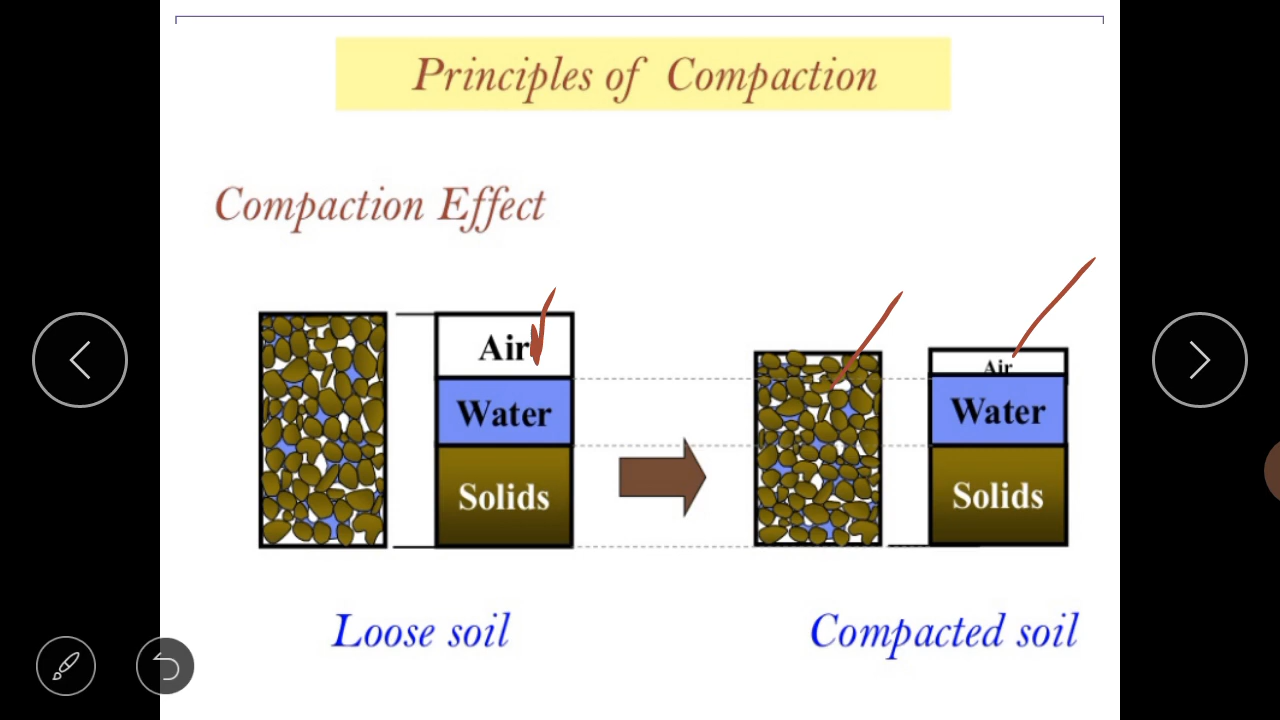 Principles of Compaction
Compaction Effect
Air
Water
Solids
Air
Water
Solids
Loose soil
Compacted soil